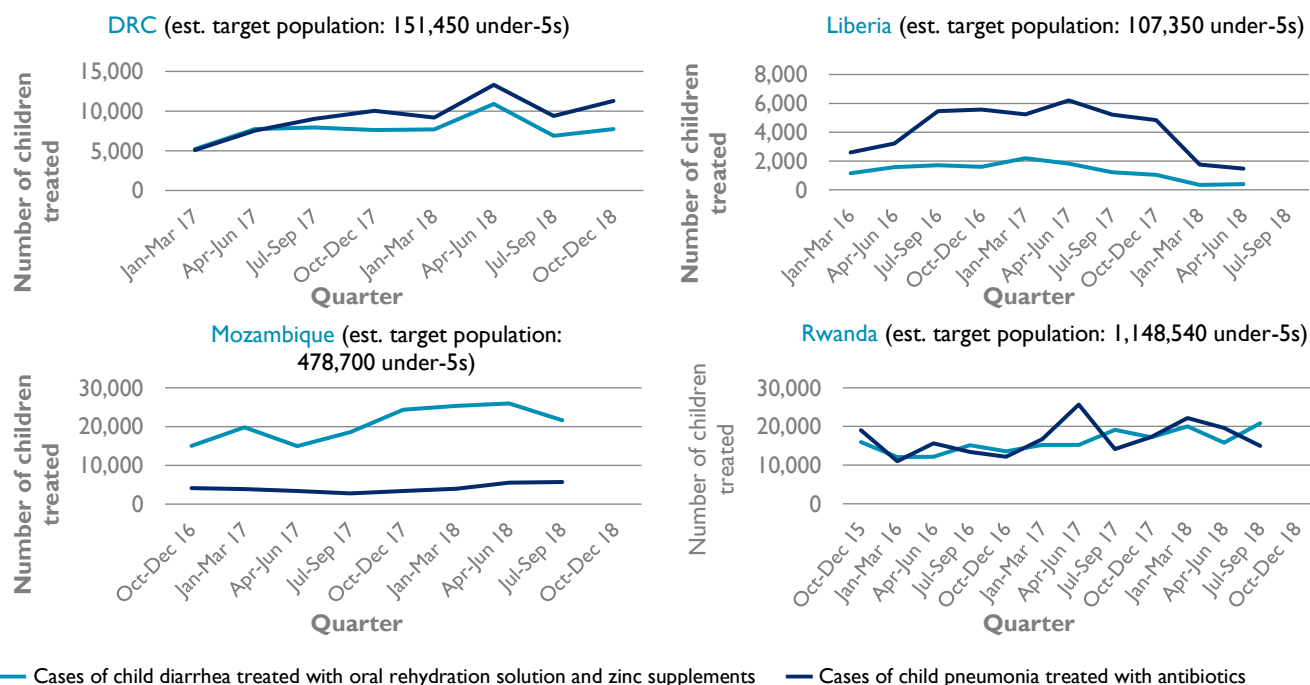 DRC (est. target population: 151,450 under-5s)
Number of children
treated
15,000
10,000
5,000
0
Jan-Mar 17
Apr-Jun 17
Jul-Sep 17
Oct-Dec 17
Jan-Mar 18
Apr-Jun 18
Jul-Sep 18
Oct-Dec 18
Quarter
Liberia (est. target population: 107,350 under-5s)
Number of children
treated
8,000
6,000
4,000
2,000
0
Jan-Mar 16
Apr-Jun 16
Jul-Sep 16
Oct-Dec 16
Jan-Mar 17
Apr-Jun 17
Jul-Sep 17
Oct-Dec 17
Jan-Mar 18
Apr-Jun 18
Jul-Sep 18
Quarter
Mozambique (est. target population:
478,700 under-5s)
Number of children
treated
30,000
20,000
10,000
0
Oct-Dec 16
Jan-Mar 17
Apr-Jun 17
Jul-Sep 17
Oct-Dec 17
Jan-Mar 18
Apr-Jun 18
Jul-Sep 18
Oct-Dec 18
Quarter
Rwanda (est. target population: 1,148,540 under-5s)
Number of children
treated
30,000
20,000
10,000
0
Oct-Dec 15
Jan-Mar 16
Apr-Jun 16
Jul-Sep 16
Oct-Dec 16
Jan-Mar 17
Apr-Jun 17
Jul-Sep 17
Oct-Dec 17
Jan-Mar 18
Apr-Jun 18
Jul-Sep 18
Oct-Dec 18
Quarter
Cases of child diarrhea treated with oral rehydration solution and zinc supplements
Cases of child pneumonia treated with antibiotics